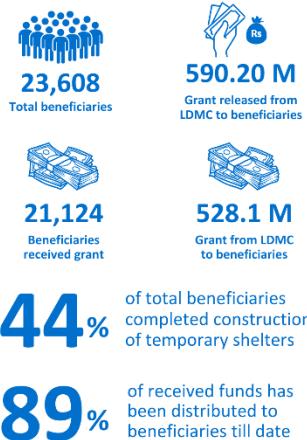 Rs
23,608
Total beneficiaries
590.20 M
Grant released from
LDMC to beneficiaries
21,124
Beneficiaries
received grant
528.1 M
Grant from LDMC
to beneficiaries
44%
of total beneficiaries
completed construction
of temporary shelters
89%
of received funds has
been distributed to
beneficiaries till date